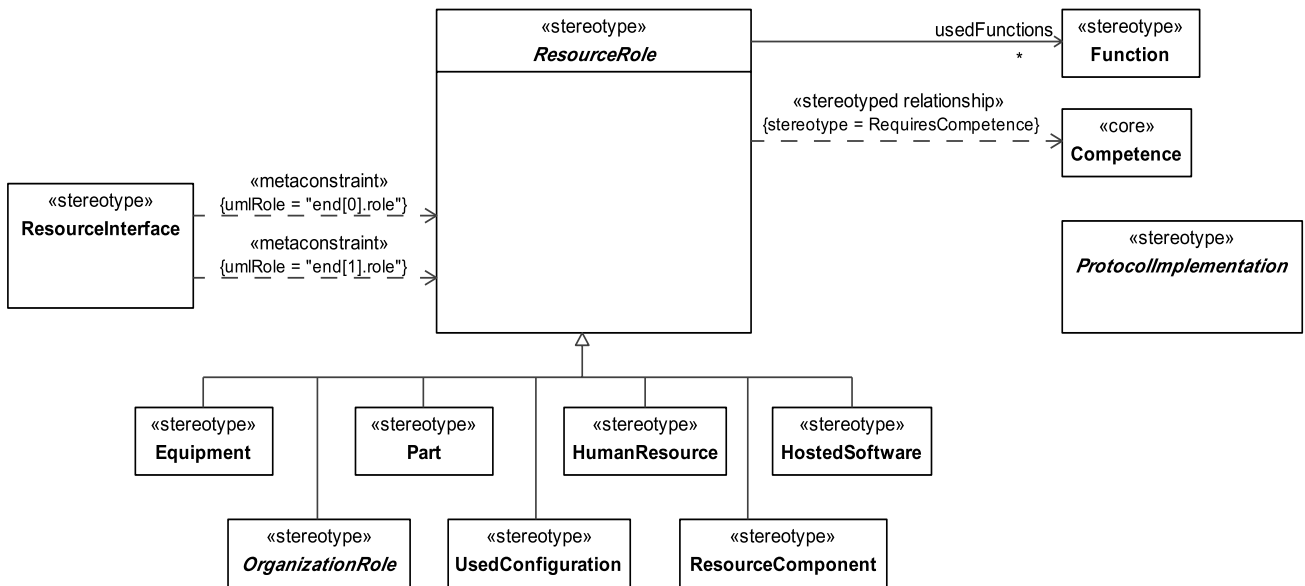 «stereotype»
ResourceRole
usedFunctions
*
«stereotype»
Function
«stereotyped relationship»
{stereotype = RequiresCompetence}
«core»
Competence
«stereotype»
ResourceInterface
«metaconstraint»
{umlRole = "end[0].role"}
«metaconstraint»
{umlRole = "end[1].role"}
«stereotype»
ProtocolImplementation
«stereotype»
Equipment
«stereotype»
Part
«stereotype»
HumanResource
«stereotype»
HostedSoftware
«stereotype»
OrganizationRole
«stereotype»
UsedConfiguration
«stereotype»
ResourceComponent